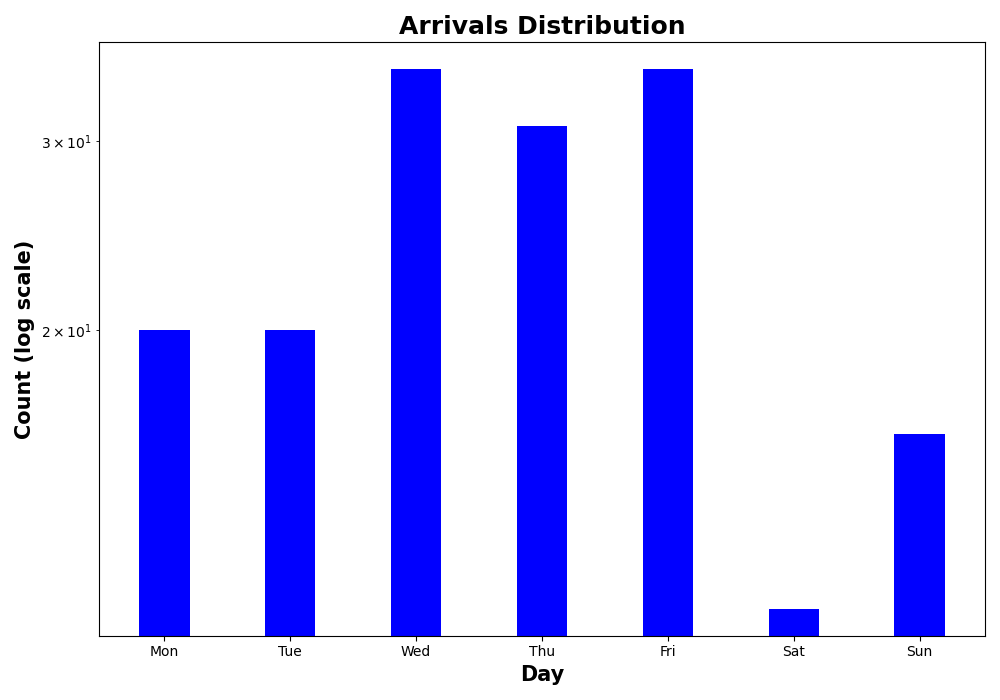 Arrivals Distribution
3 × 10¹
2 × 10¹
Count (log scale)
Mon Tue Wed Thu Fri Sat Sun
Day